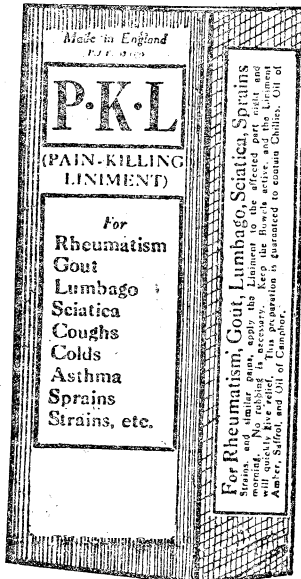 Made in England
P·K·L
(PAIN-KILLING
LINIMENT)
For
Rheumatism
Gout
Lumbago
Sciatica
Coughs
Colds
Asthma
Sprains
Strains, etc.
For Rheumatism, Gout, Lumbago, Sciatica, Sprains
Strains, and similar pains, apply the Liniment to the affected part night and
morning. No rubbing is necessary. Keep the Bowels active, and the Liniment
will quickly give relief. This preparation is guaranteed to contain Chillies, Oil of
Amber, Saffrol, and Oil of Camphor.